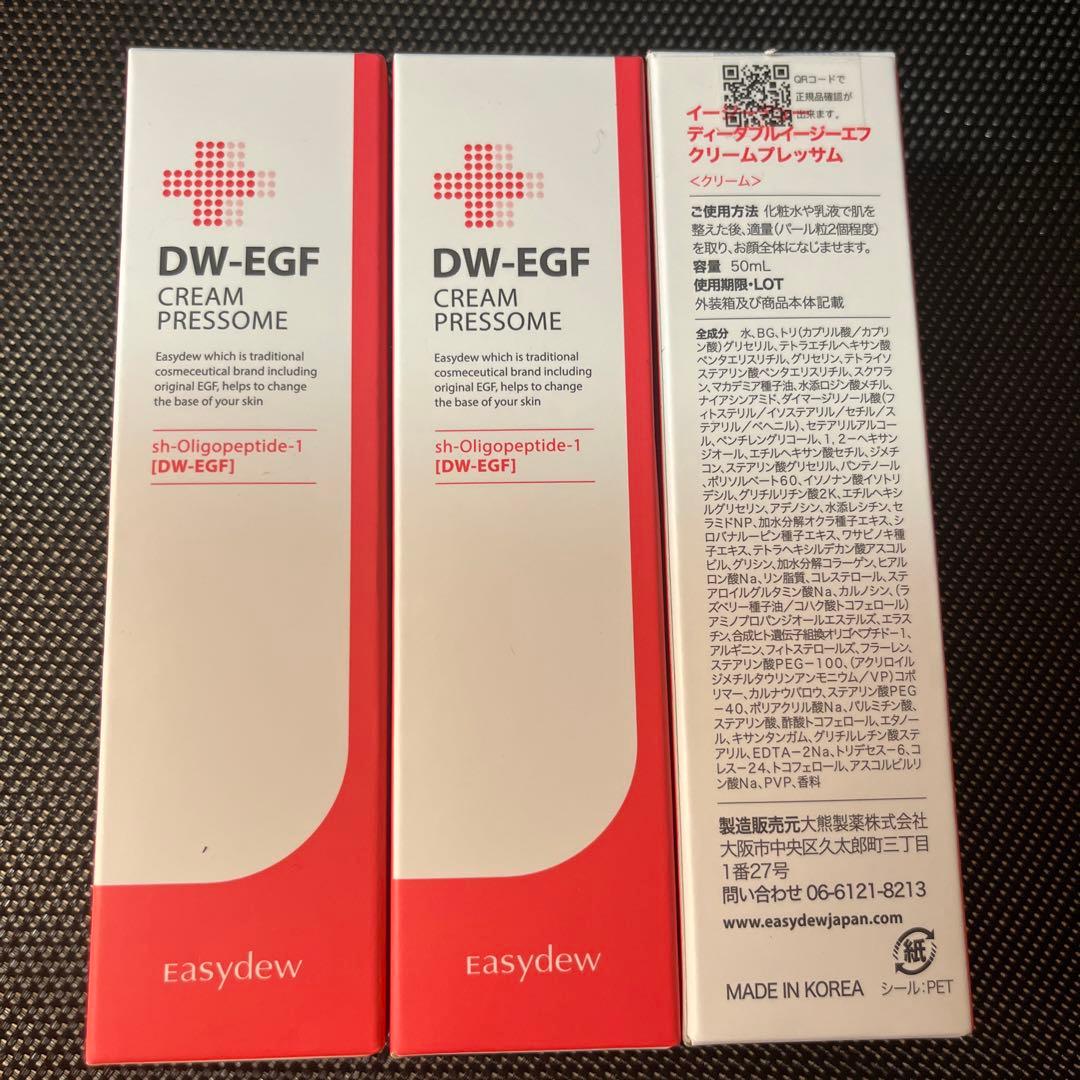 DW-EGF
CREAM
PRESSOME
Easydew which is traditional
cosmeceutical brand including
original EGF, helps to change
the base of your skin
sh-Oligopeptide-1
[DW-EGF]
Easydew
DW-EGF
CREAM
PRESSOME
Easydew which is traditional
cosmeceutical brand including
original EGF, helps to change
the base of your skin
sh-Oligopeptide-1
[DW-EGF]
Easydew
QRコードで
正規品確認が
出来ます。
ディーダブルイージーエフ
クリームプレッサム
<クリーム>
ご使用方法 化粧水や乳液で肌を
整えた後、適量(パール粒2個程度)
を取り、お顔全体になじませます。
容量 50mL
使用期限・LOT
外装箱及び商品本体記載
全成分 水、BG、トリ(カプリル酸/カプリ
ン酸)グリセリル、テトラエチルヘキサン酸
ペンタエリスリチル、グリセリン、テトライソ
ステアリン酸ペンタエリスリチル、スクワラ
ン、マカデミア種子油、水添ロジン酸メチル、
ナイアシンアミド、ダイマージリノール酸(フ
ィトステリル/イソステアリル/セチル/ス
テアリル/ベヘニル)、セテアリルアルコー
ル、ペンチレングリコール、1,2-ヘキサン
ジオール、エチルヘキサン酸セチル、ジメチ
コン、ステアリン酸グリセリル、パンテノール
、ポリソルベート60、イソノナン酸イソトリ
デシル、グリチルリチン酸2K、エチルヘキシ
ルグリセリン、アデノシン、水添レシチン、セ
ラミドNP、加水分解オクラ種子エキス、シ
ロバナルーピン種子エキス、ワサビノキ種
子エキス、テトラヘキシルデカン酸アスコル
ビル、グリシン、加水分解コラーゲン、ヒアル
ロン酸Na、リン脂質、コレステロール、ステ
アロイルグルタミン酸Na、カルノシン、(ラ
ズベリー種子油/コハク酸トコフェロール)
アミノプロパンジオールエステルズ、エラス
チン、合成ヒト遺伝子組換オリゴペプチド-1、
アルギニン、フィトステロールズ、フラーレン、
ステアリン酸PEG-100、(アクリロイル
ジメチルタウリンアンモニウム/VP)コポ
リマー、カルナウバロウ、ステアリン酸PEG
-40、ポリアクリル酸Na、パルミチン酸、
ステアリン酸、酢酸トコフェロール、エタノー
ル、キサンタンガム、グリチルレチン酸ステ
アリル、EDTA-2Na、トリデセス-6、コ
レス-24、トコフェロール、アスコルビルリ
ン酸Na、PVP、香料
製造販売元 大熊製薬株式会社
大阪市中央区久太郎町三丁目
1番27号
問い合わせ 06-6121-8213
www.easydewjapan.com
紙
MADE IN KOREA シール:PET